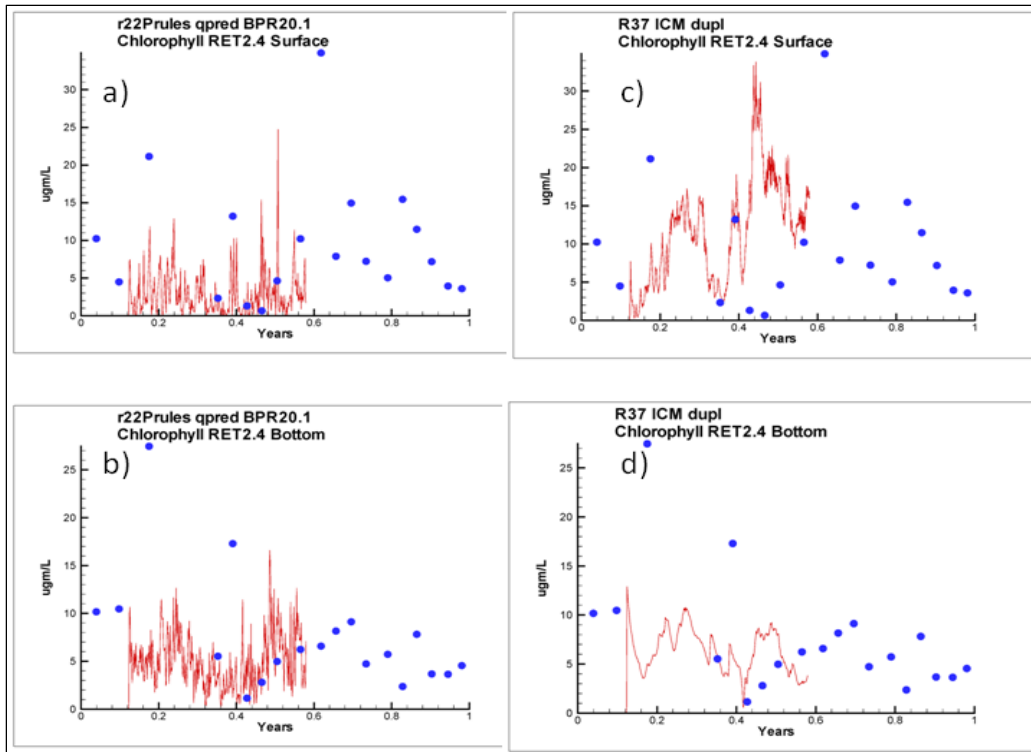 r22Prules qpred BPR20.1
Chlorophyll RET2.4 Surface
a)
ugm/L
30
25
20
15
10
5
0
0 0.2 0.4 0.6 0.8 1
Years
R37 ICM dupl
Chlorophyll RET2.4 Surface
c)
ugm/L
30
25
20
15
10
5
0
0 0.2 0.4 0.6 0.8 1
Years
r22Prules qpred BPR20.1
Chlorophyll RET2.4 Bottom
b)
ugm/L
25
20
15
10
5
0
0 0.2 0.4 0.6 0.8 1
Years
R37 ICM dupl
Chlorophyll RET2.4 Bottom
d)
ugm/L
25
20
15
10
5
0
0 0.2 0.4 0.6 0.8 1
Years